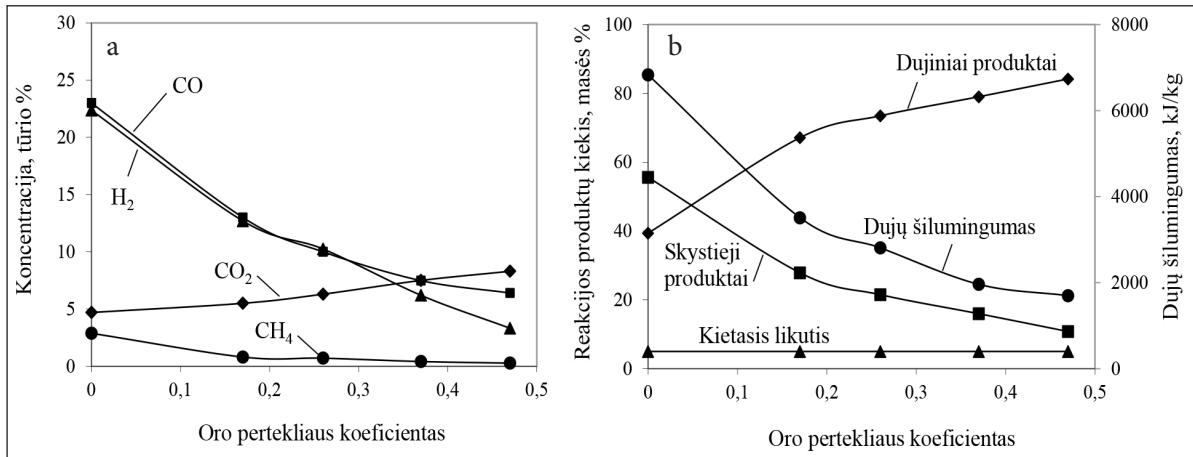 a
Koncentracija, tūrio %
30
25
20
15
10
5
0
CO
H2
CO2
CH4
0
0,1
0,2
0,3
0,4
0,5
Oro pertekliaus koeficientas
b
Reakcijos produktų kiekis, masės %
100
80
60
40
20
0
Dujiniai produktai
Dujų šilumingumas
Skystieji
produktai
Kietasis likutis
8000
6000
4000
2000
0
Dujų šilumingumas, kJ/kg
0
0,1
0,2
0,3
0,4
0,5
Oro pertekliaus koeficientas